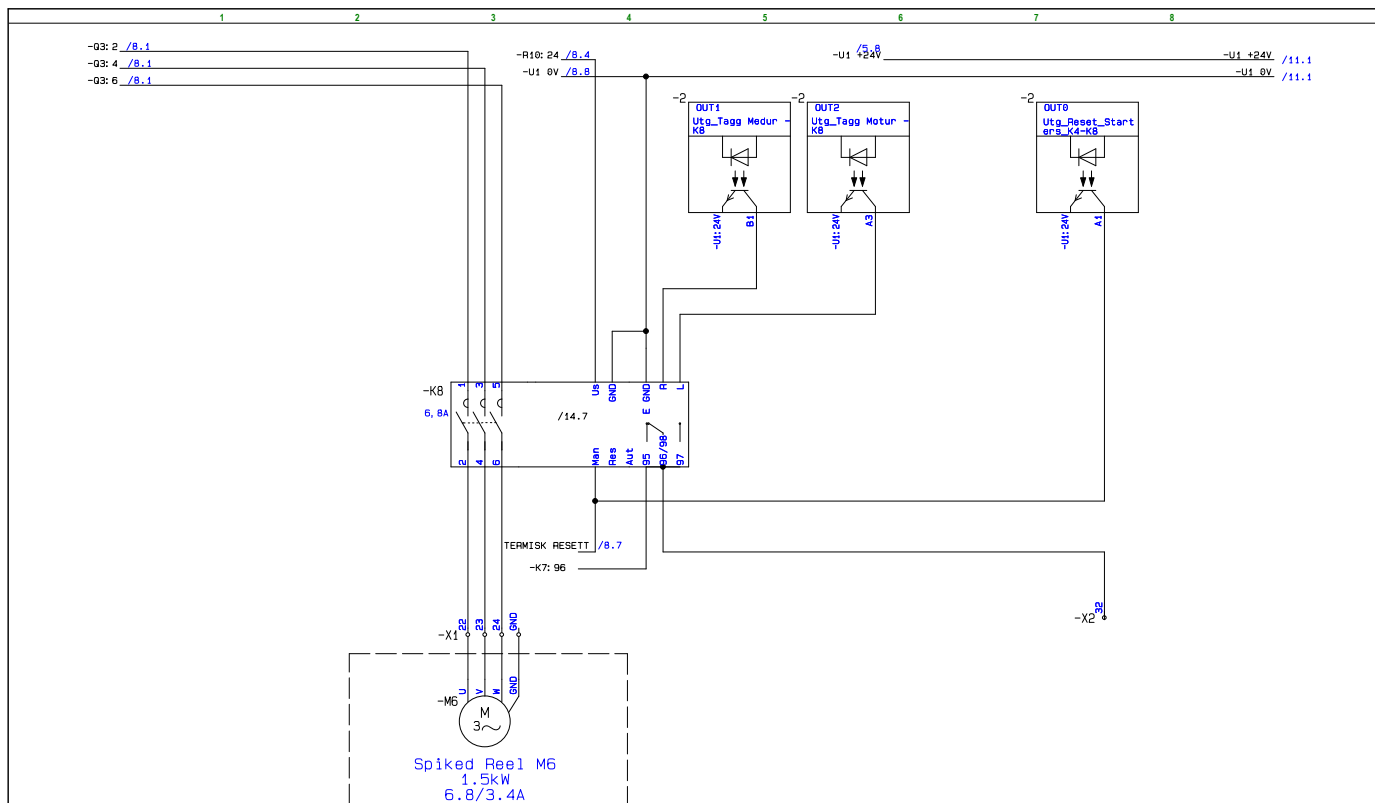 1 2 3 4 5 6 7 8
-Q3:2 /8.1
-Q3:4 /8.1
-Q3:6 /8.1
-R10:24 /8.4
-U1 0V /8.8
/5.8
-U1 +24V
-U1 +24V /11.1
-U1 0V /11.1
-2
OUT1
Utg_Tagg Medur -
K8
-U1:24V
B1
-2
OUT2
Utg_Tagg Motur -
K8
-U1:24V
A3
-2
OUT0
Utg_Reset_Start
ers_K4-K8
-U1:24V
A1
-K8
6,8A
1 3 5
Us
GND
E GND
R
L
/14.7
2 4 6
Man
Res
Aut
95
96/98
97
TERMISK RESETT /8.7
-K7:96
-X2
32
-X1
22 23 24 GND
-M6
U V W GND
M
3~
Spiked Reel M6
1.5kW
6.8/3.4A